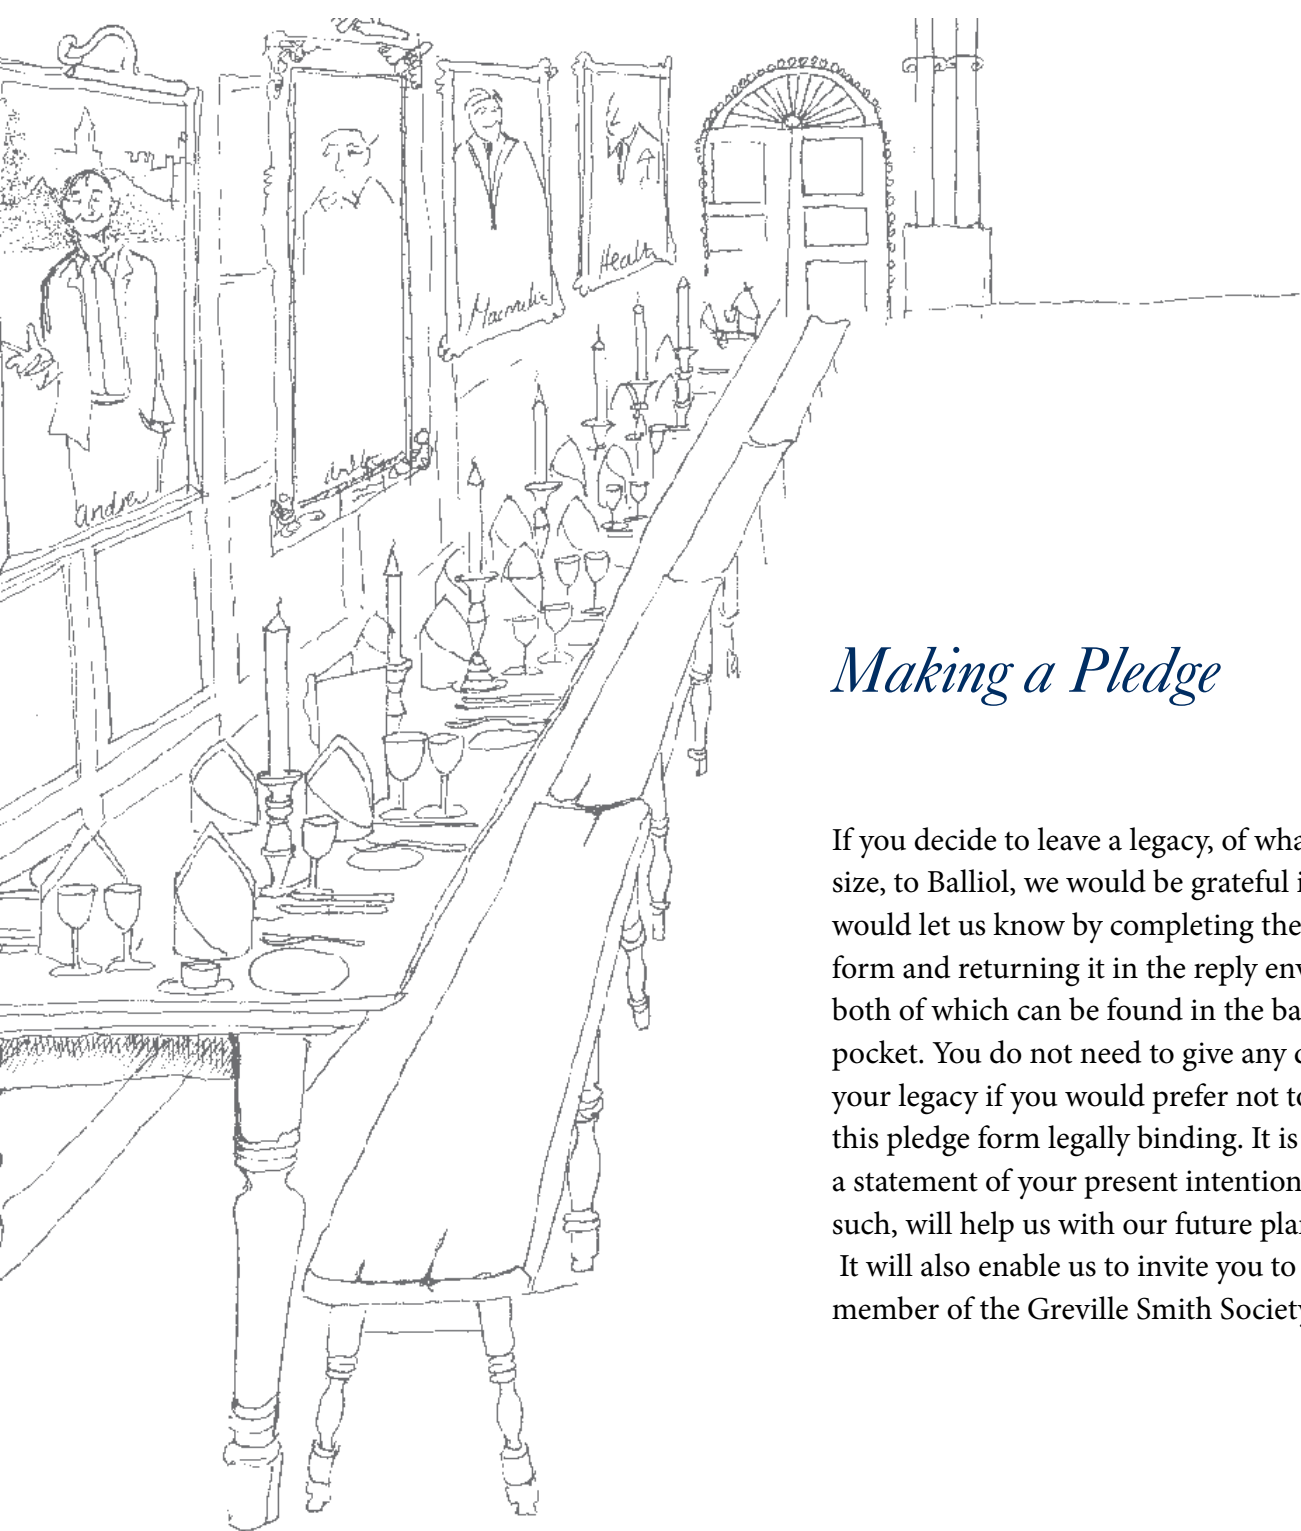 andrew
Macmillan
Heath
Making a Pledge
If you decide to leave a legacy, of wha
size, to Balliol, we would be grateful i
would let us know by completing the
form and returning it in the reply env
both of which can be found in the ba
pocket. You do not need to give any d
your legacy if you would prefer not to
this pledge form legally binding. It is
a statement of your present intention
such, will help us with our future plan
It will also enable us to invite you to
member of the Greville Smith Society